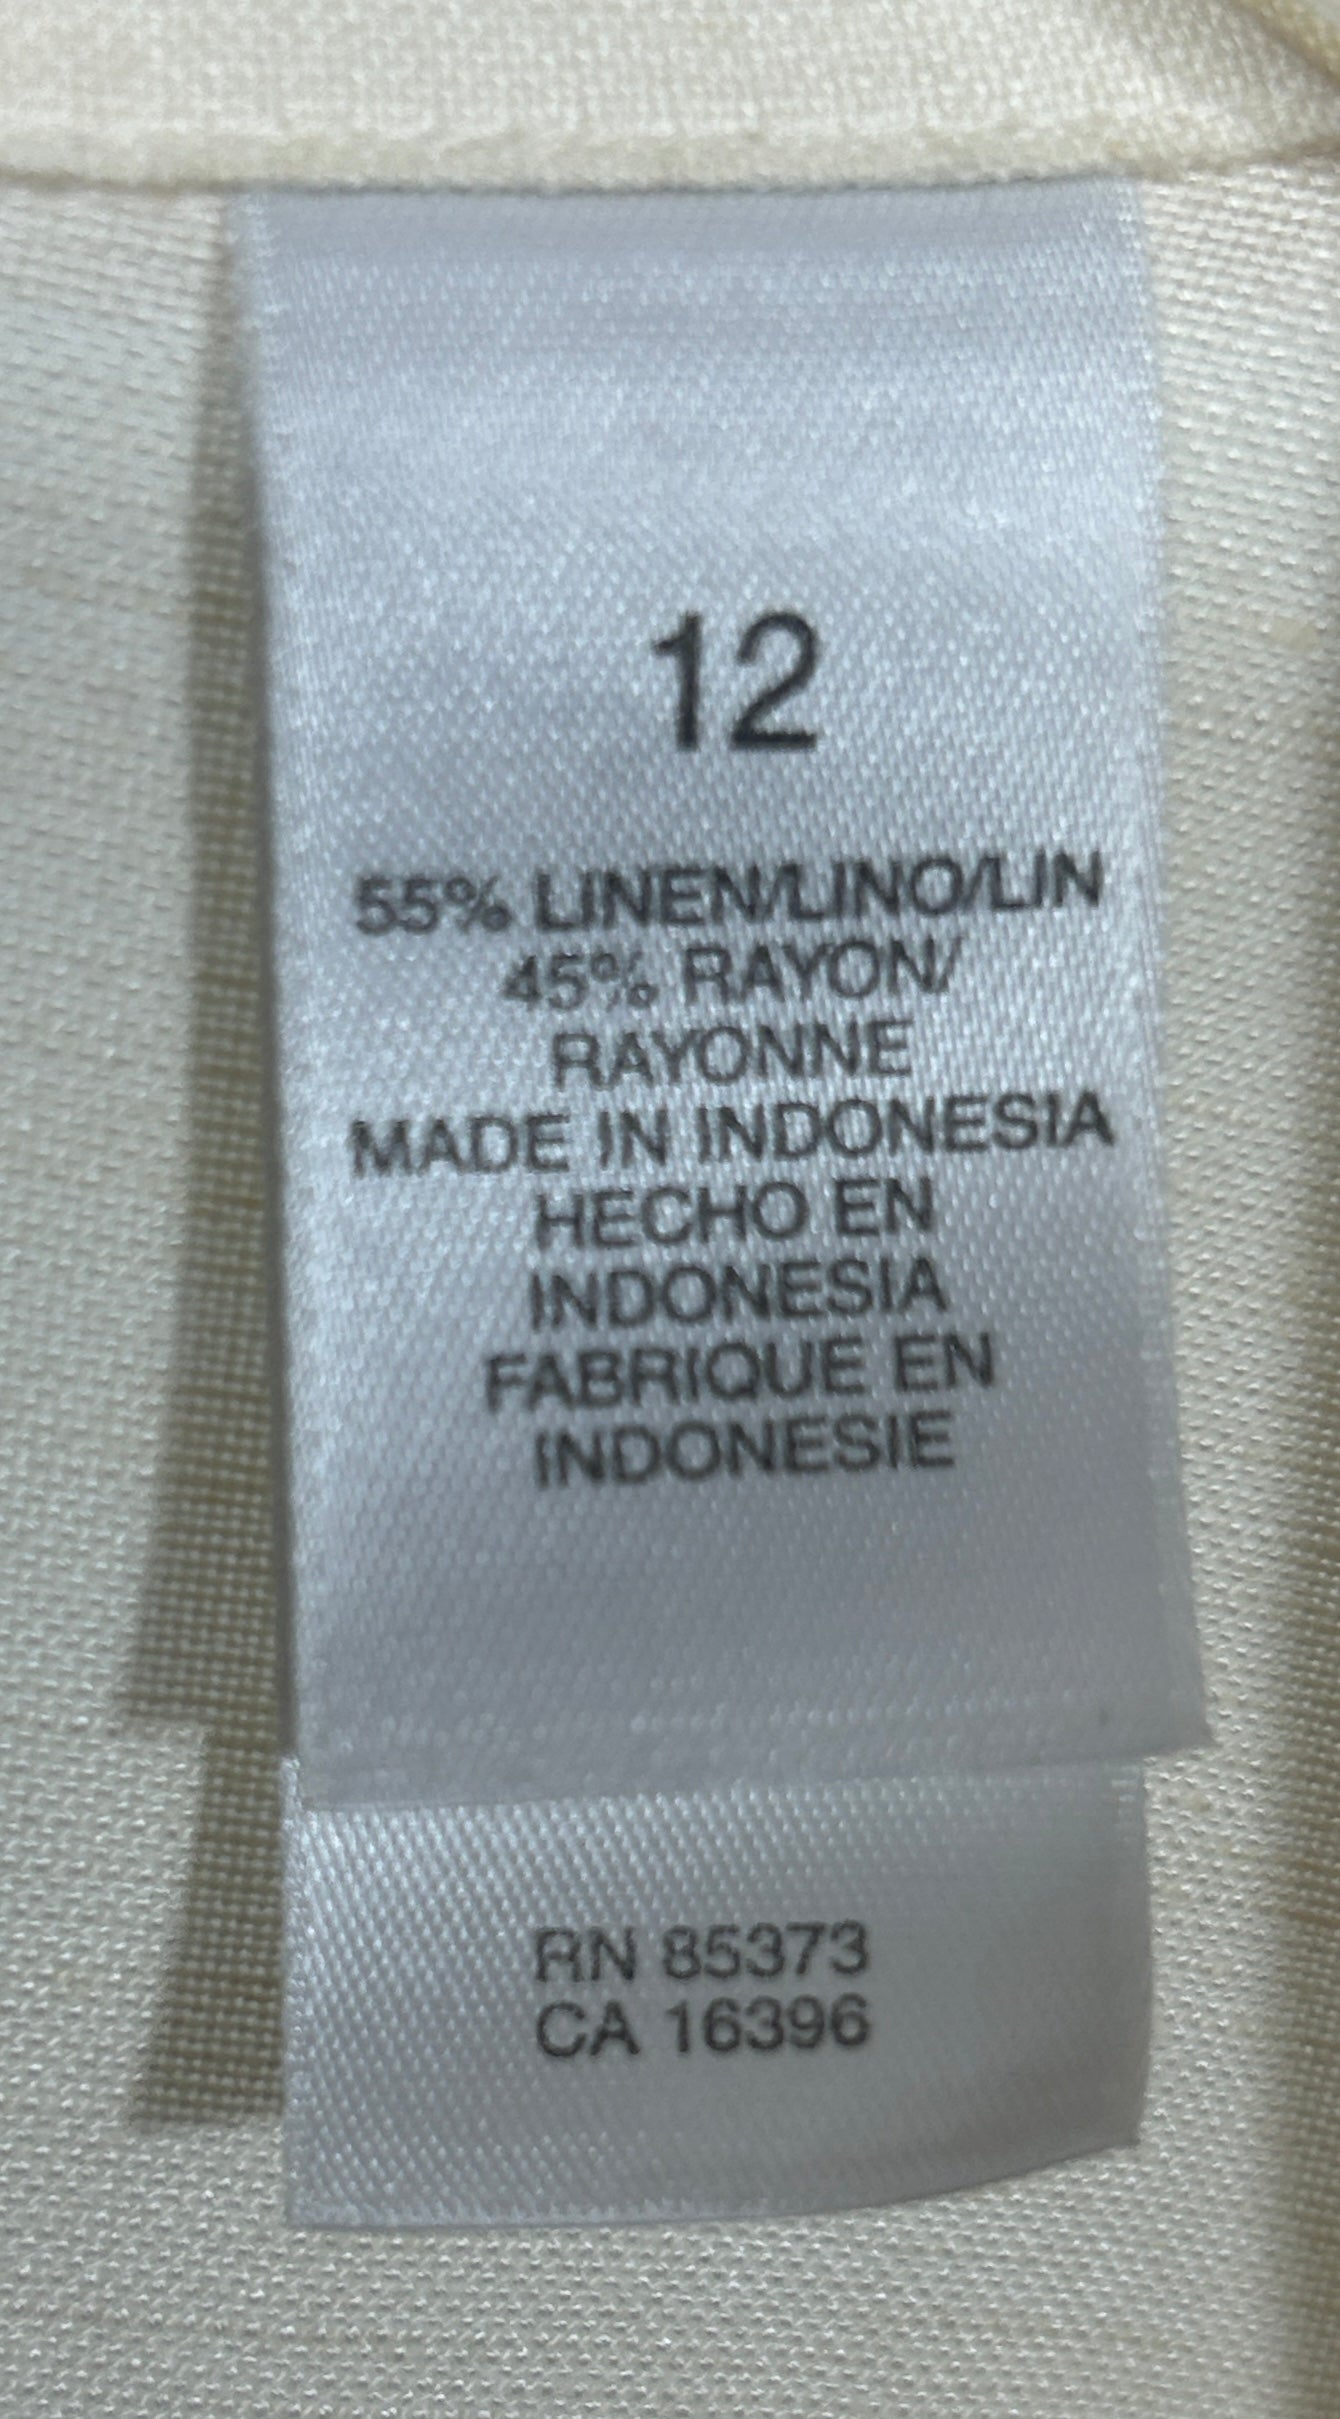 12
55% LINEN/LINO/LIN
45% RAYON/
RAYONNE
MADE IN INDONESIA
HECHO EN
INDONESIA
FABRIQUE EN
INDONESIE
RN 85373
CA 16396